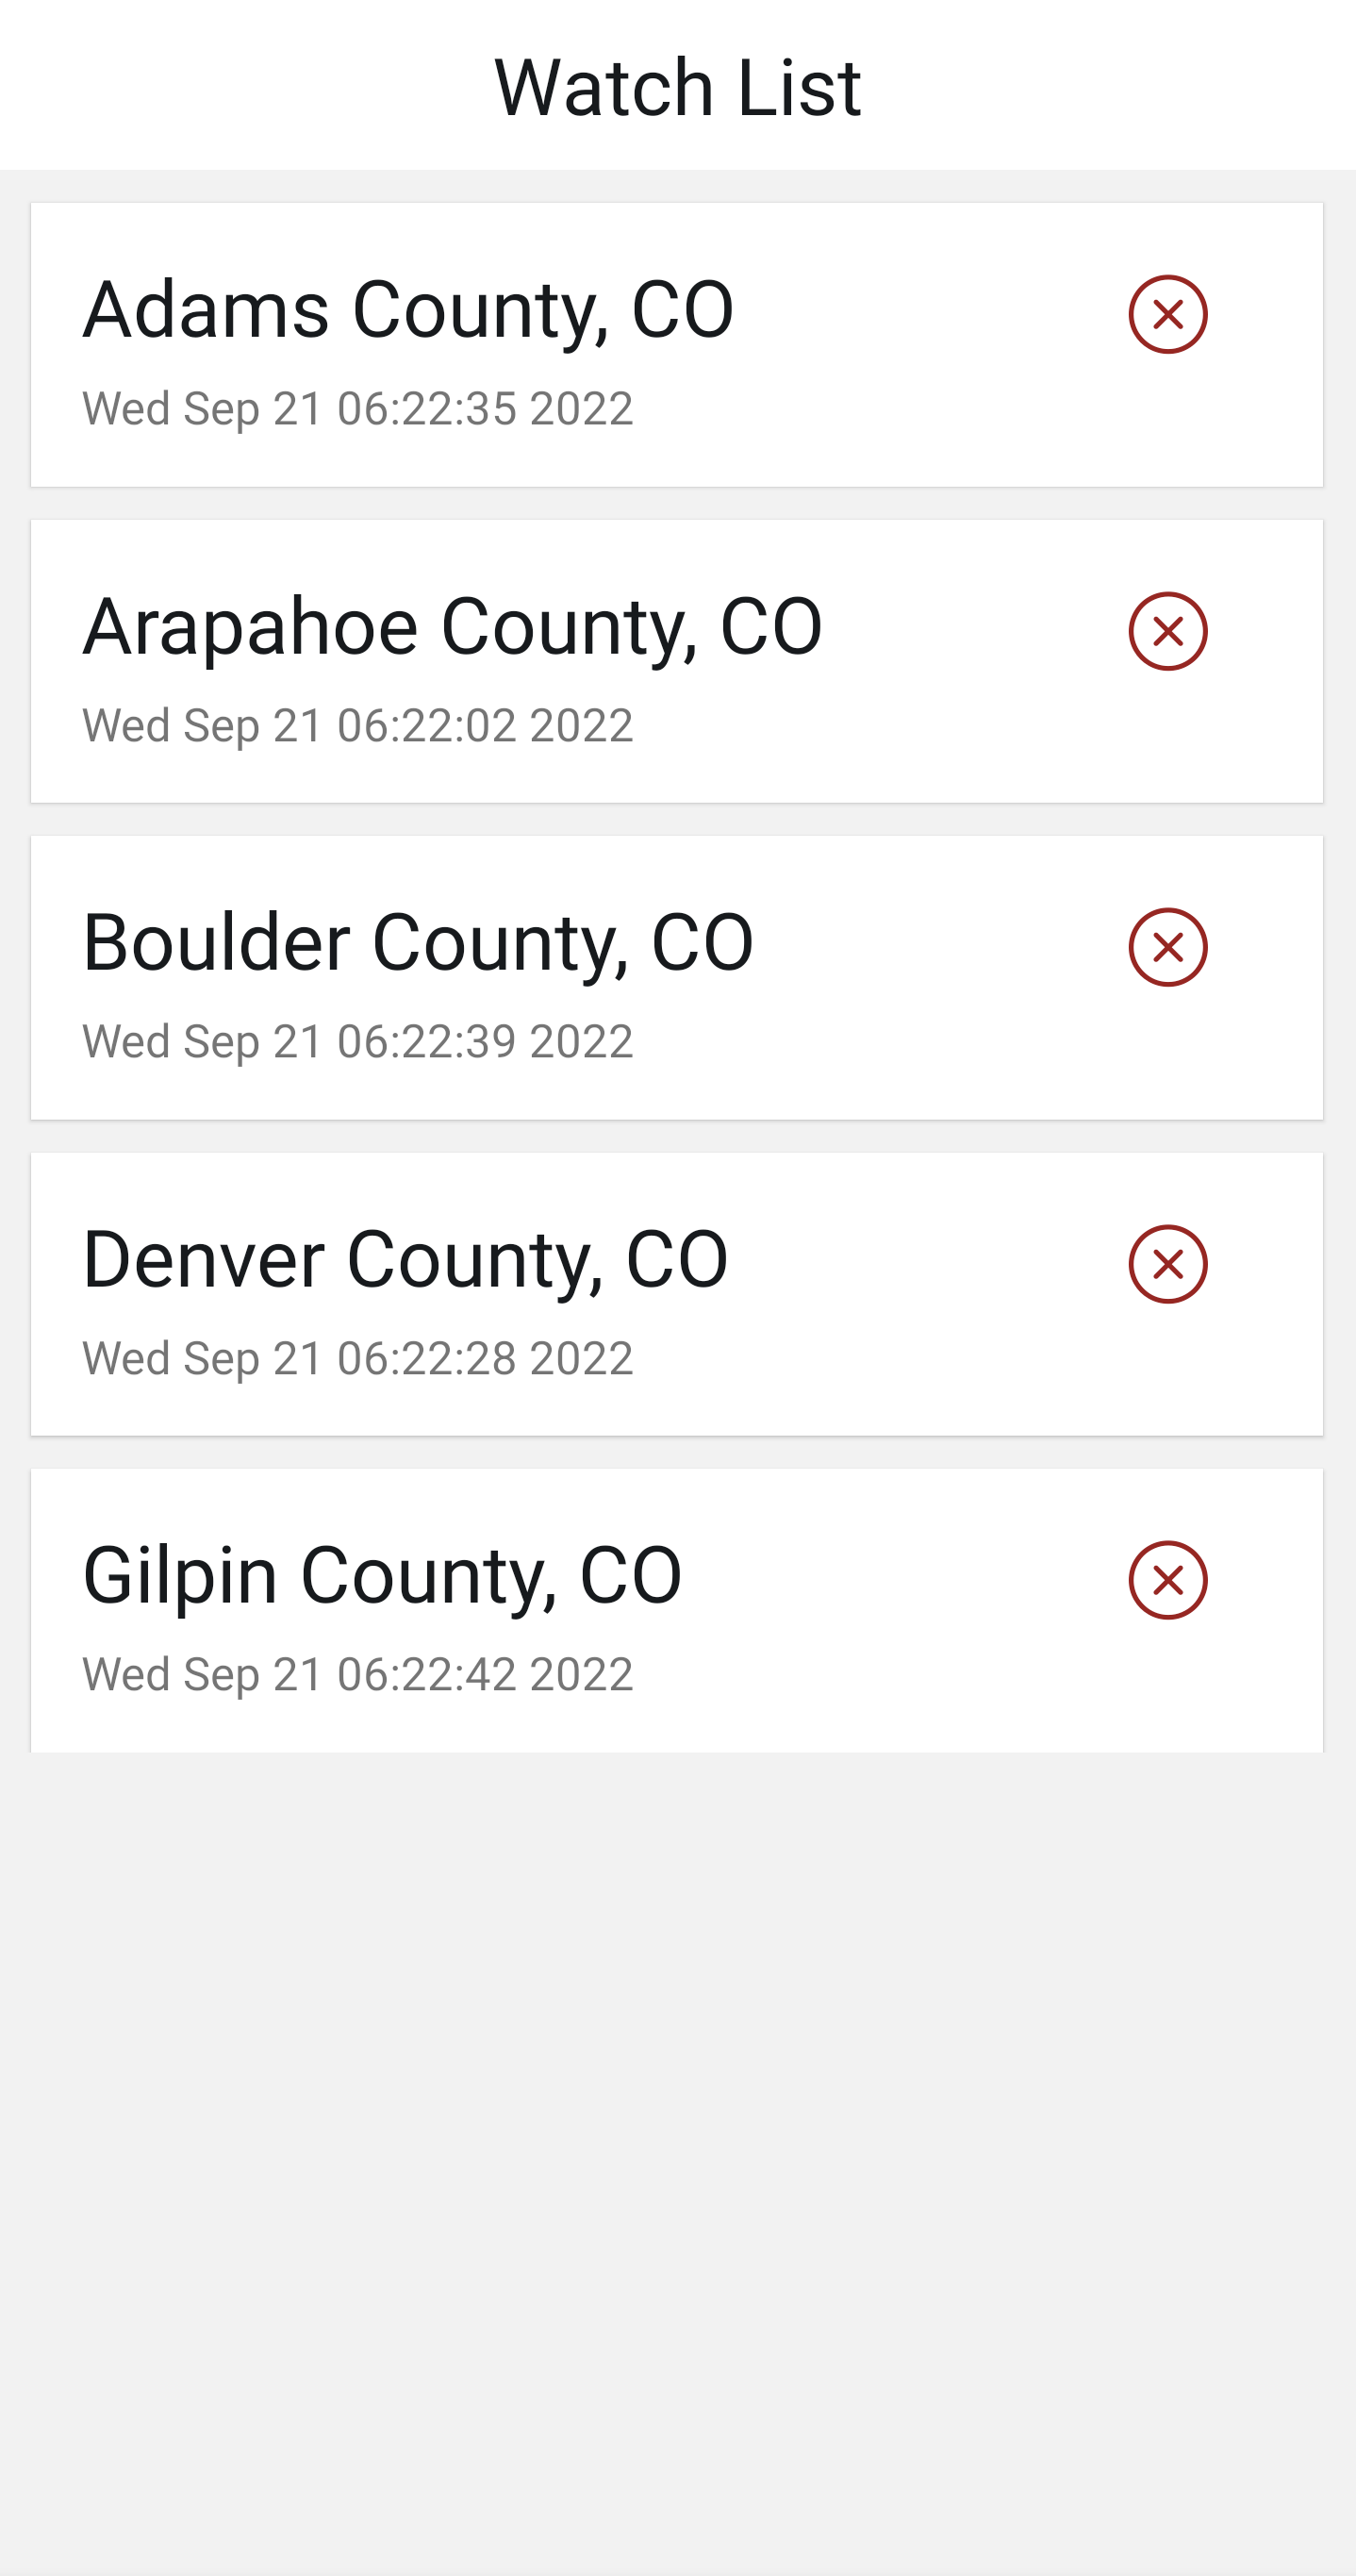 Watch List
Adams County, CO
Wed Sep 21 06:22:35 2022
Arapahoe County, CO
Wed Sep 21 06:22:02 2022
Boulder County, CO
Wed Sep 21 06:22:39 2022
Denver County, CO
Wed Sep 21 06:22:28 2022
Gilpin County, CO
Wed Sep 21 06:22:42 2022